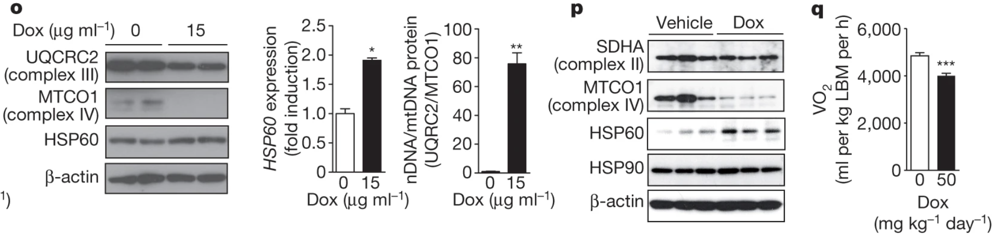 o
Dox (μg ml⁻¹) 0 15
UQCRC2
(complex III)
MTCO1
(complex IV)
HSP60
β-actin
¹)
HSP60 expression
(fold induction)
2.5
2.0
1.5
1.0
0.5
0
0 15
Dox (μg ml⁻¹)
nDNA/mtDNA protein
(UQRC2/MTCO1)
100
80
60
40
20
0
0 15
Dox (μg ml⁻¹)
*
**
p
Vehicle Dox
SDHA
(complex II)
MTCO1
(complex IV)
HSP60
HSP90
β-actin
q
VO₂
(ml per kg LBM per h)
6,000
4,000
2,000
0
***
0 50
Dox
(mg kg⁻¹ day⁻¹)